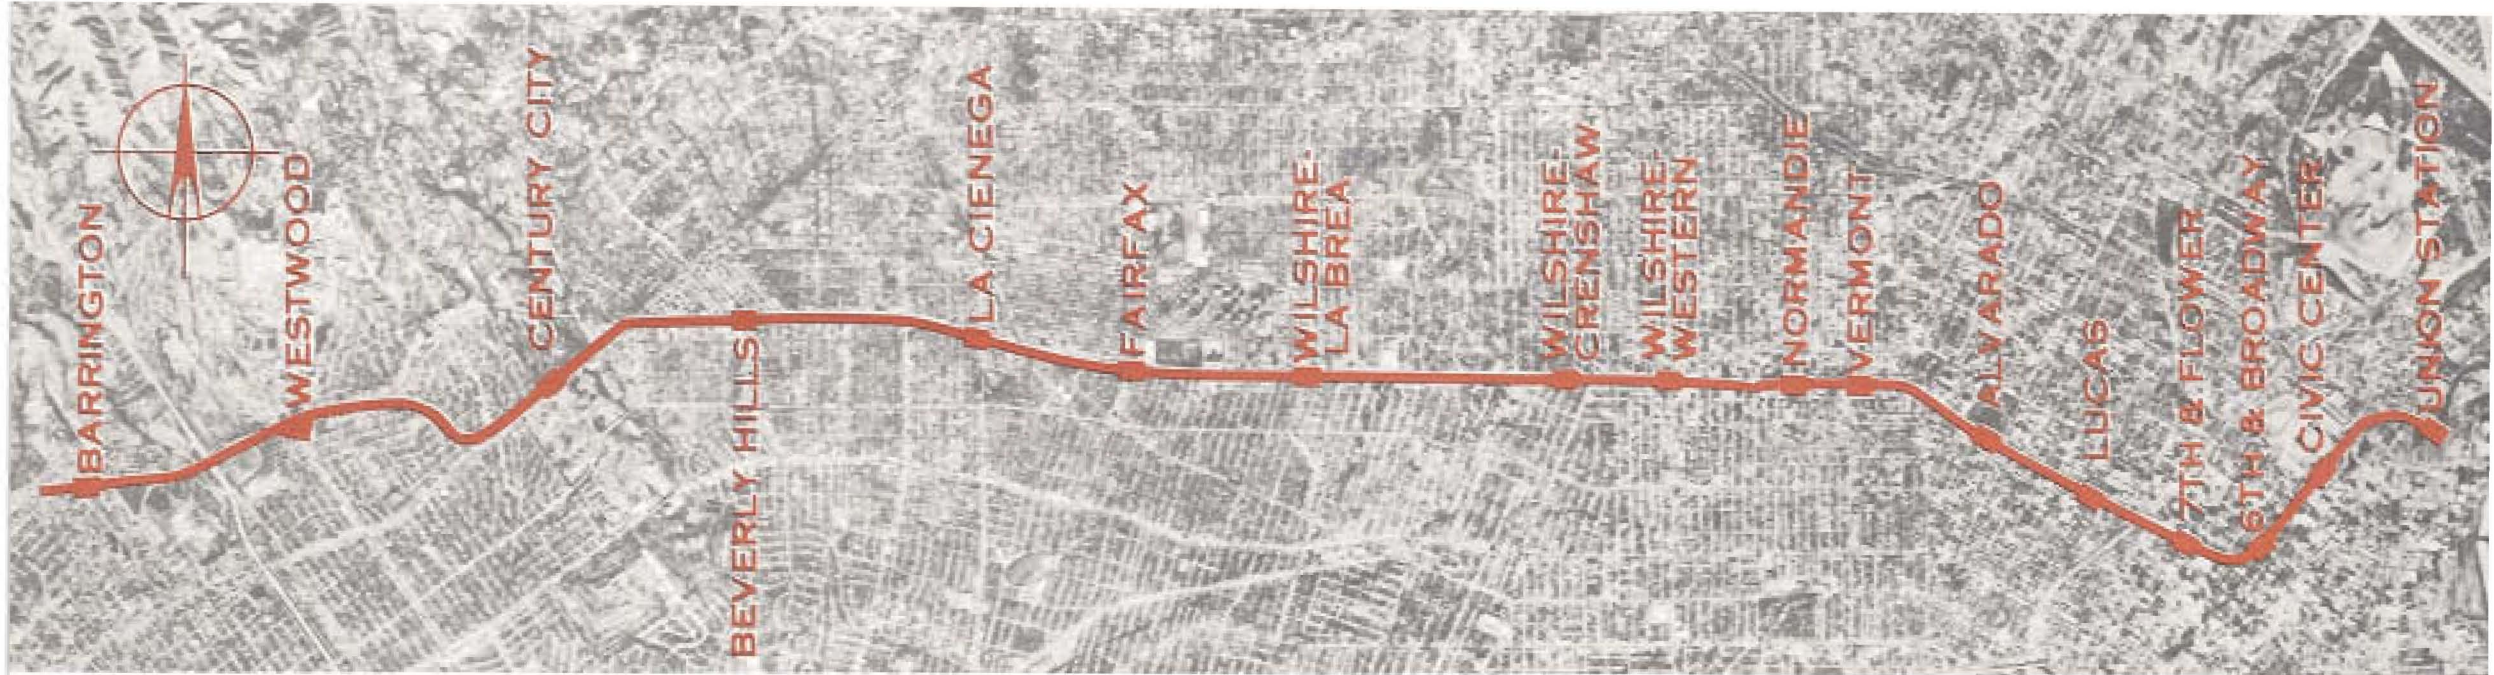 BARRINGTON
WESTWOOD
CENTURY CITY
BEVERLY HILLS
LA CIENEGA
FAIRFAX
WILSHIRE-
LA BREA
WILSHIRE-
CRENSHAW
WILSHIRE-
WESTERN
NORMANDIE
VERMONT
ALVARADO
LUCAS
7TH & FLOWER
6TH & BROADWAY
CIVIC CENTER
UNION STATION